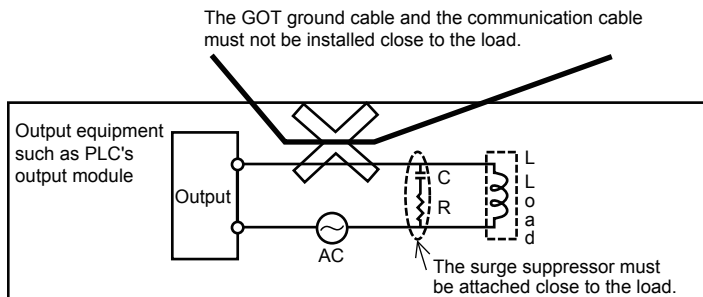 The GOT ground cable and the communication cable
must not be installed close to the load.
Output equipment
such as PLC's
output module
Output
AC
C
R
L
Load
The surge suppressor must
be attached close to the load.